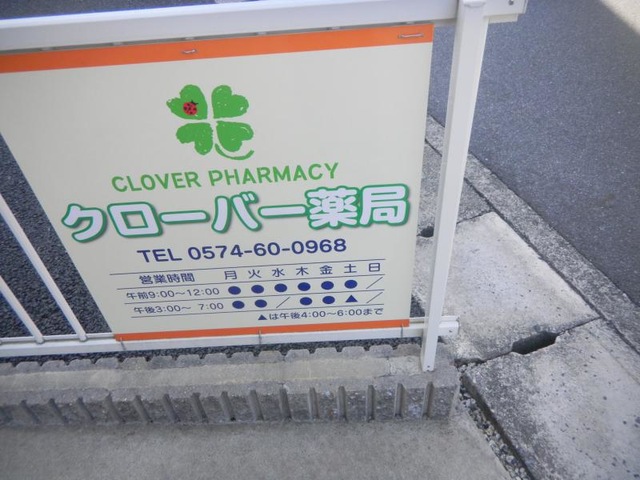 CLOVER PHARMACY
クローバー薬局
TEL 0574-60-0968
営業時間 月 火 水 木 金 土 日
午前9:00～12:00 ● ● ● ● ● ● ／
午後3:00～ 7:00 ● ● ／ ● ● ▲ ／
▲は午後4:00～6:00まで